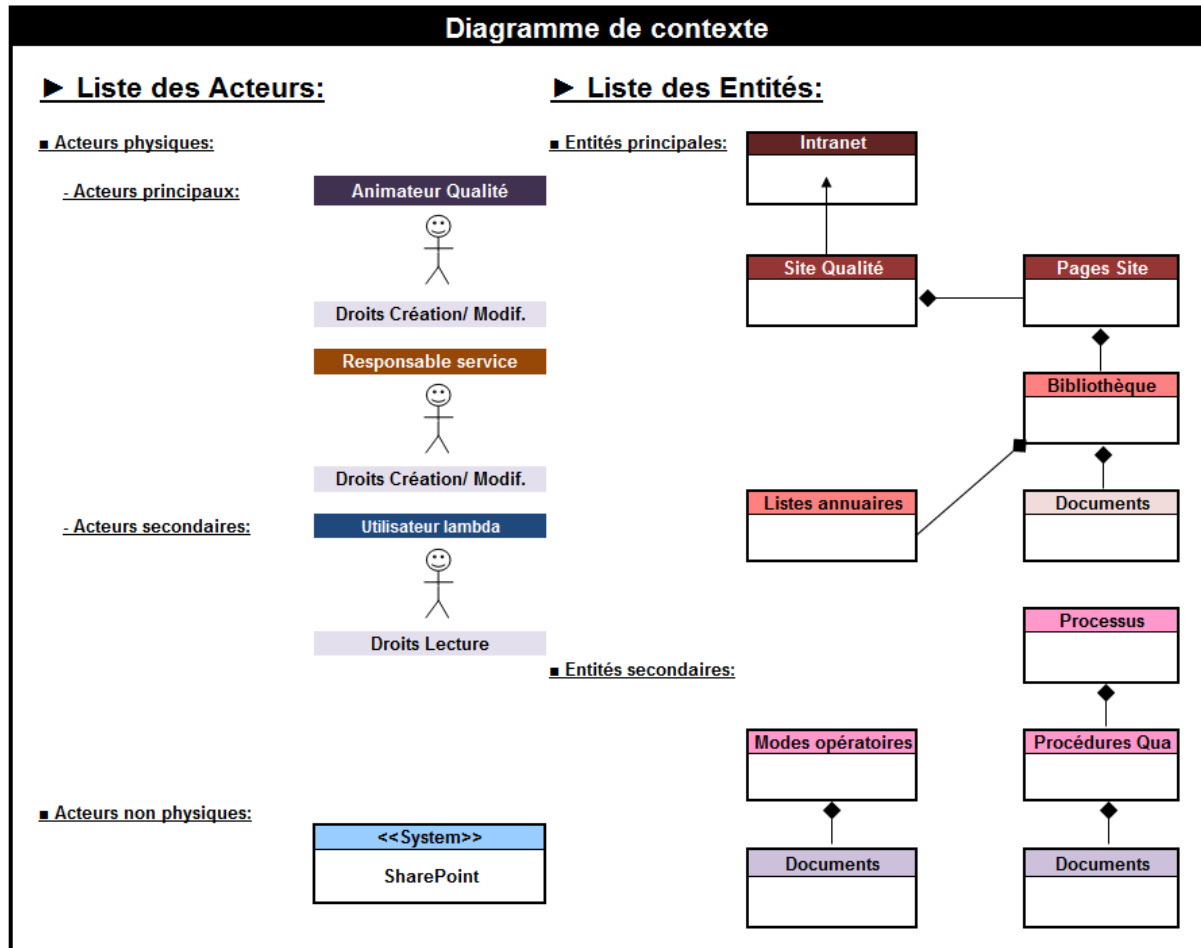 Diagramme de contexte
► Liste des Acteurs:
■ Acteurs physiques:
- Acteurs principaux:
Animateur Qualité
Droits Création/ Modif.
Responsable service
Droits Création/ Modif.
- Acteurs secondaires:
Utilisateur lambda
Droits Lecture
■ Acteurs non physiques:
<<System>>
SharePoint
► Liste des Entités:
■ Entités principales:
Intranet
Site Qualité
Pages Site
Bibliothèque
Listes annuaires
Documents
■ Entités secondaires:
Processus
Modes opératoires
Procédures Qua
Documents
Documents